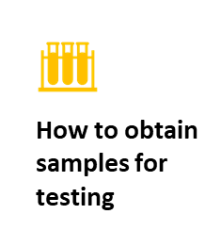 How to obtain
samples for
testing